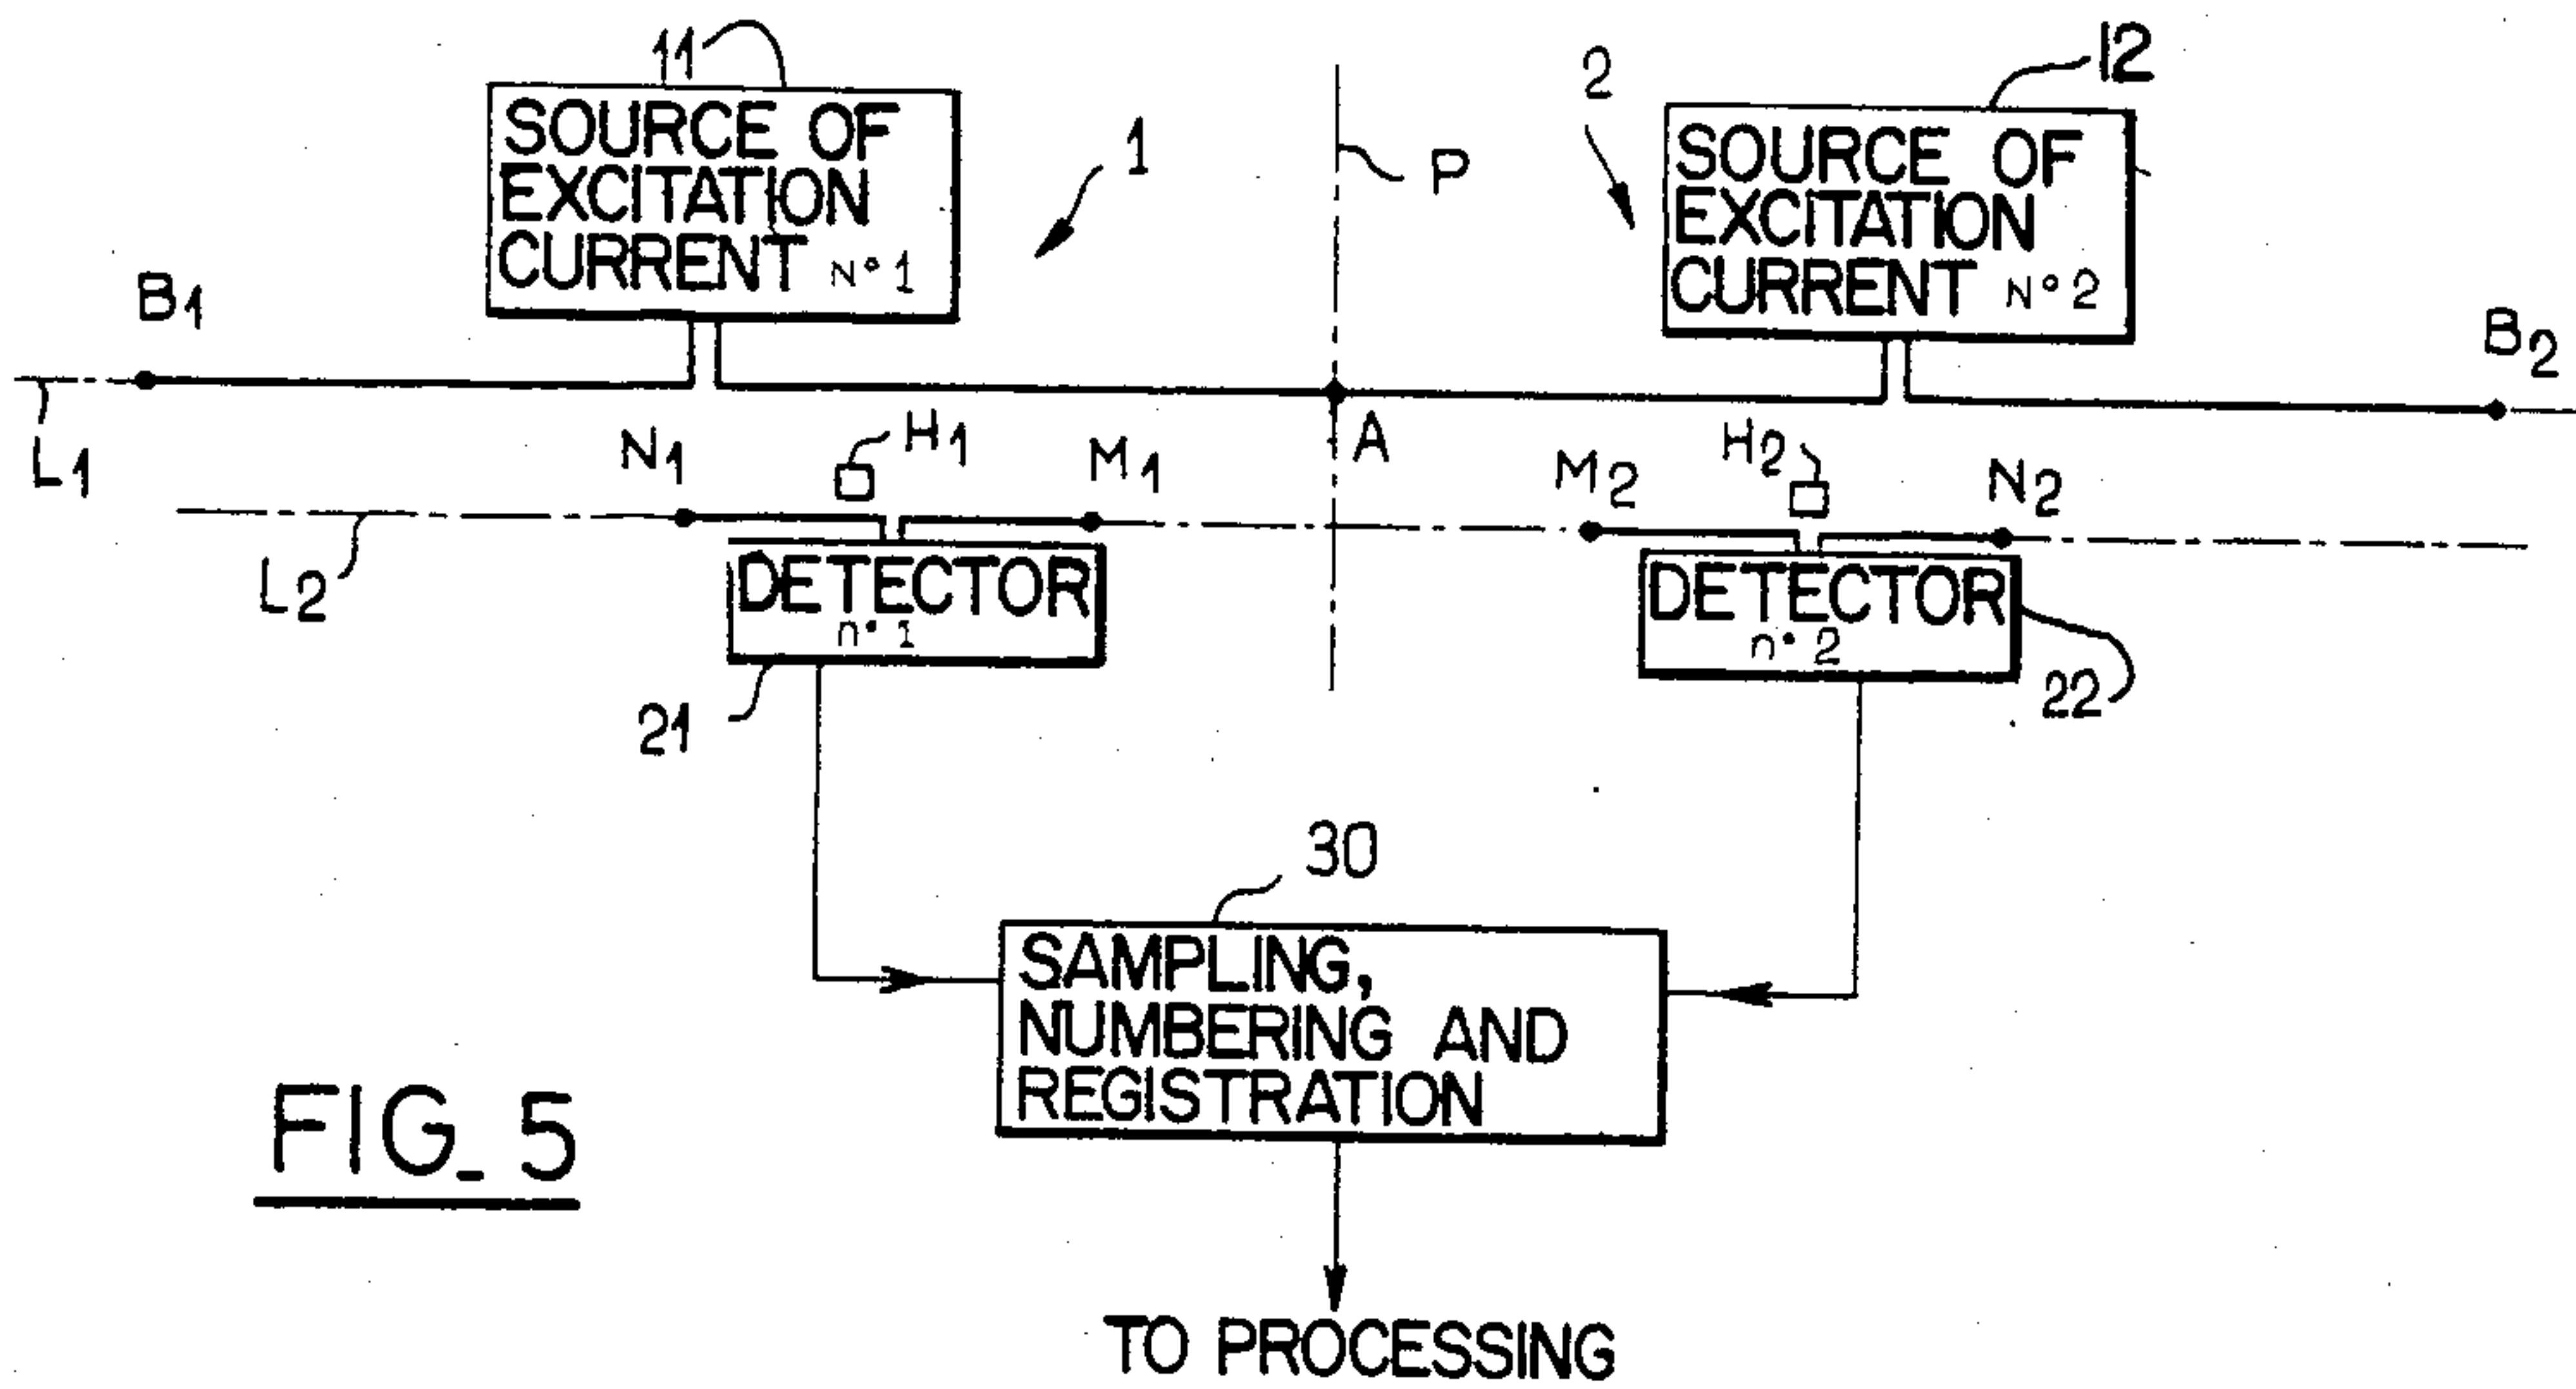 11
SOURCE OF
EXCITATION
CURRENT N° 1
1
P
2
12
SOURCE OF
EXCITATION
CURRENT N° 2
B1
B2
L1
A
N1
H1
M1
M2
H2
N2
L2
DETECTOR
n° 1
21
DETECTOR
n° 2
22
30
SAMPLING,
NUMBERING AND
REGISTRATION
FIG_5
TO PROCESSING